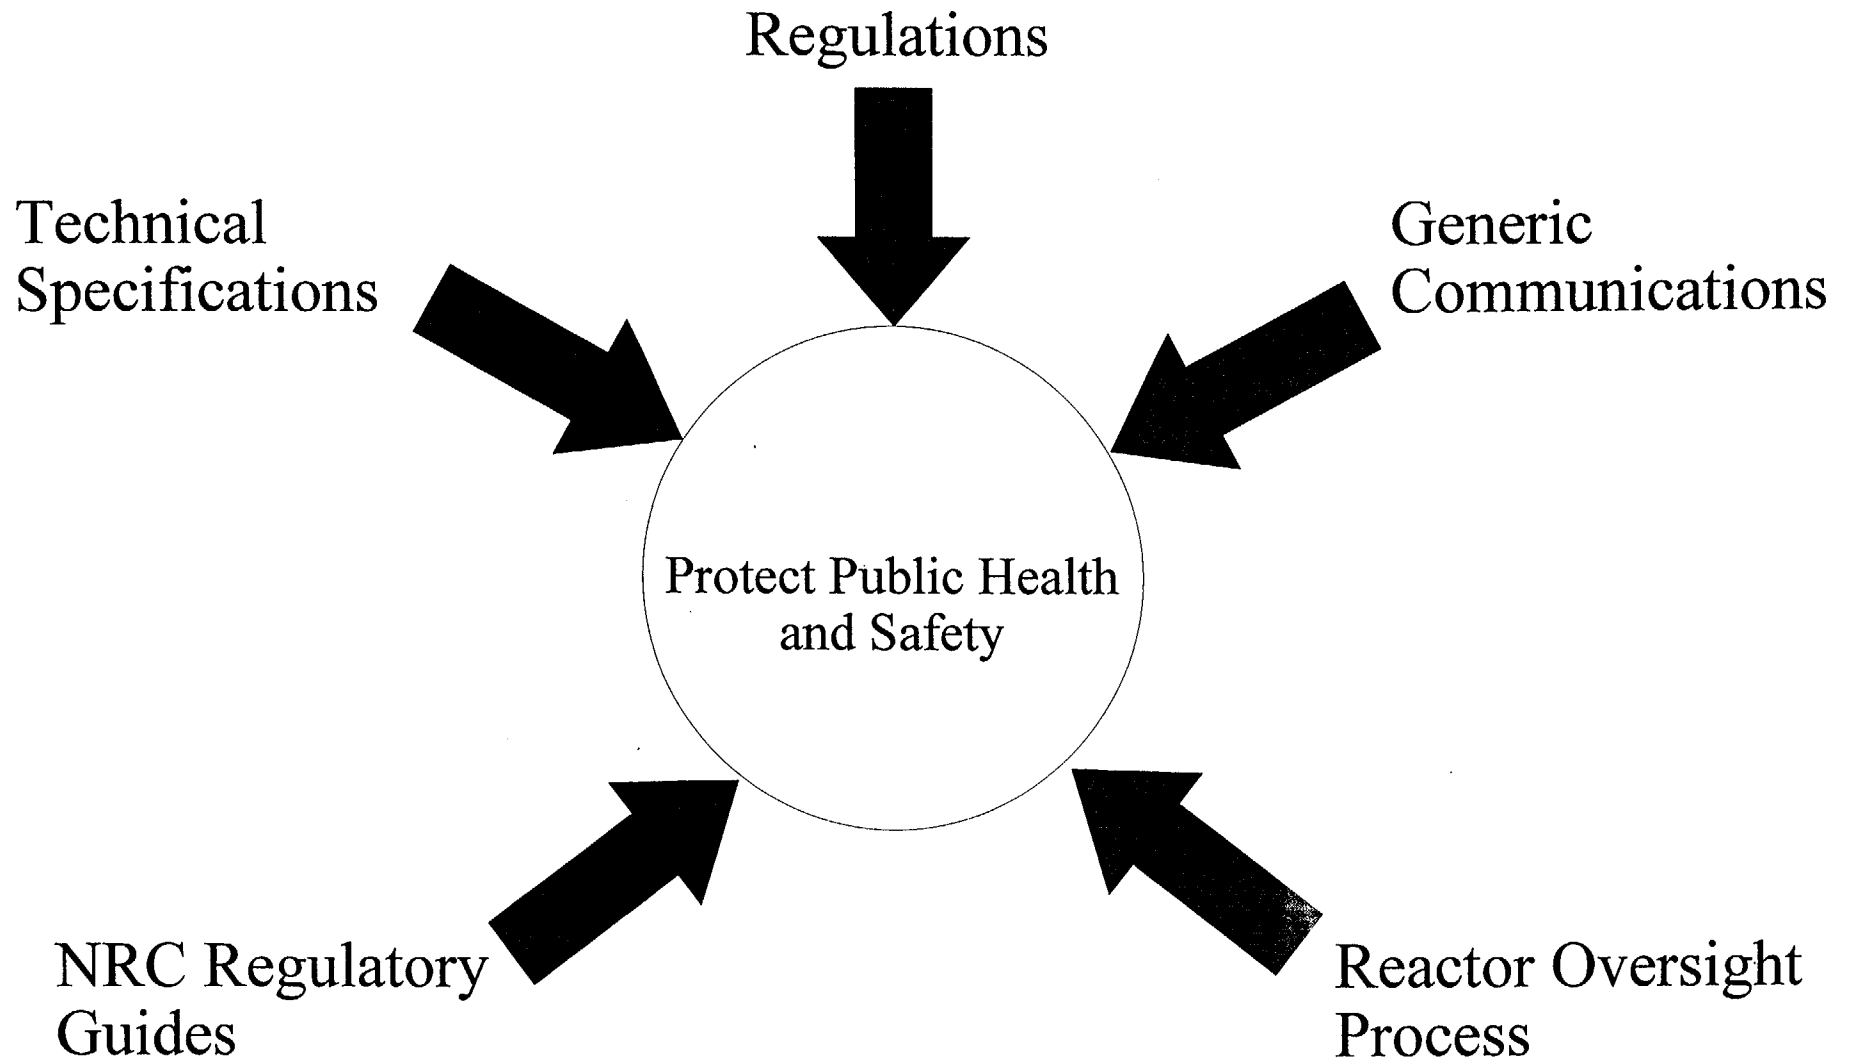 Regulations
Technical
Specifications
Generic
Communications
Protect Public Health
and Safety
NRC Regulatory
Guides
Reactor Oversight
Process